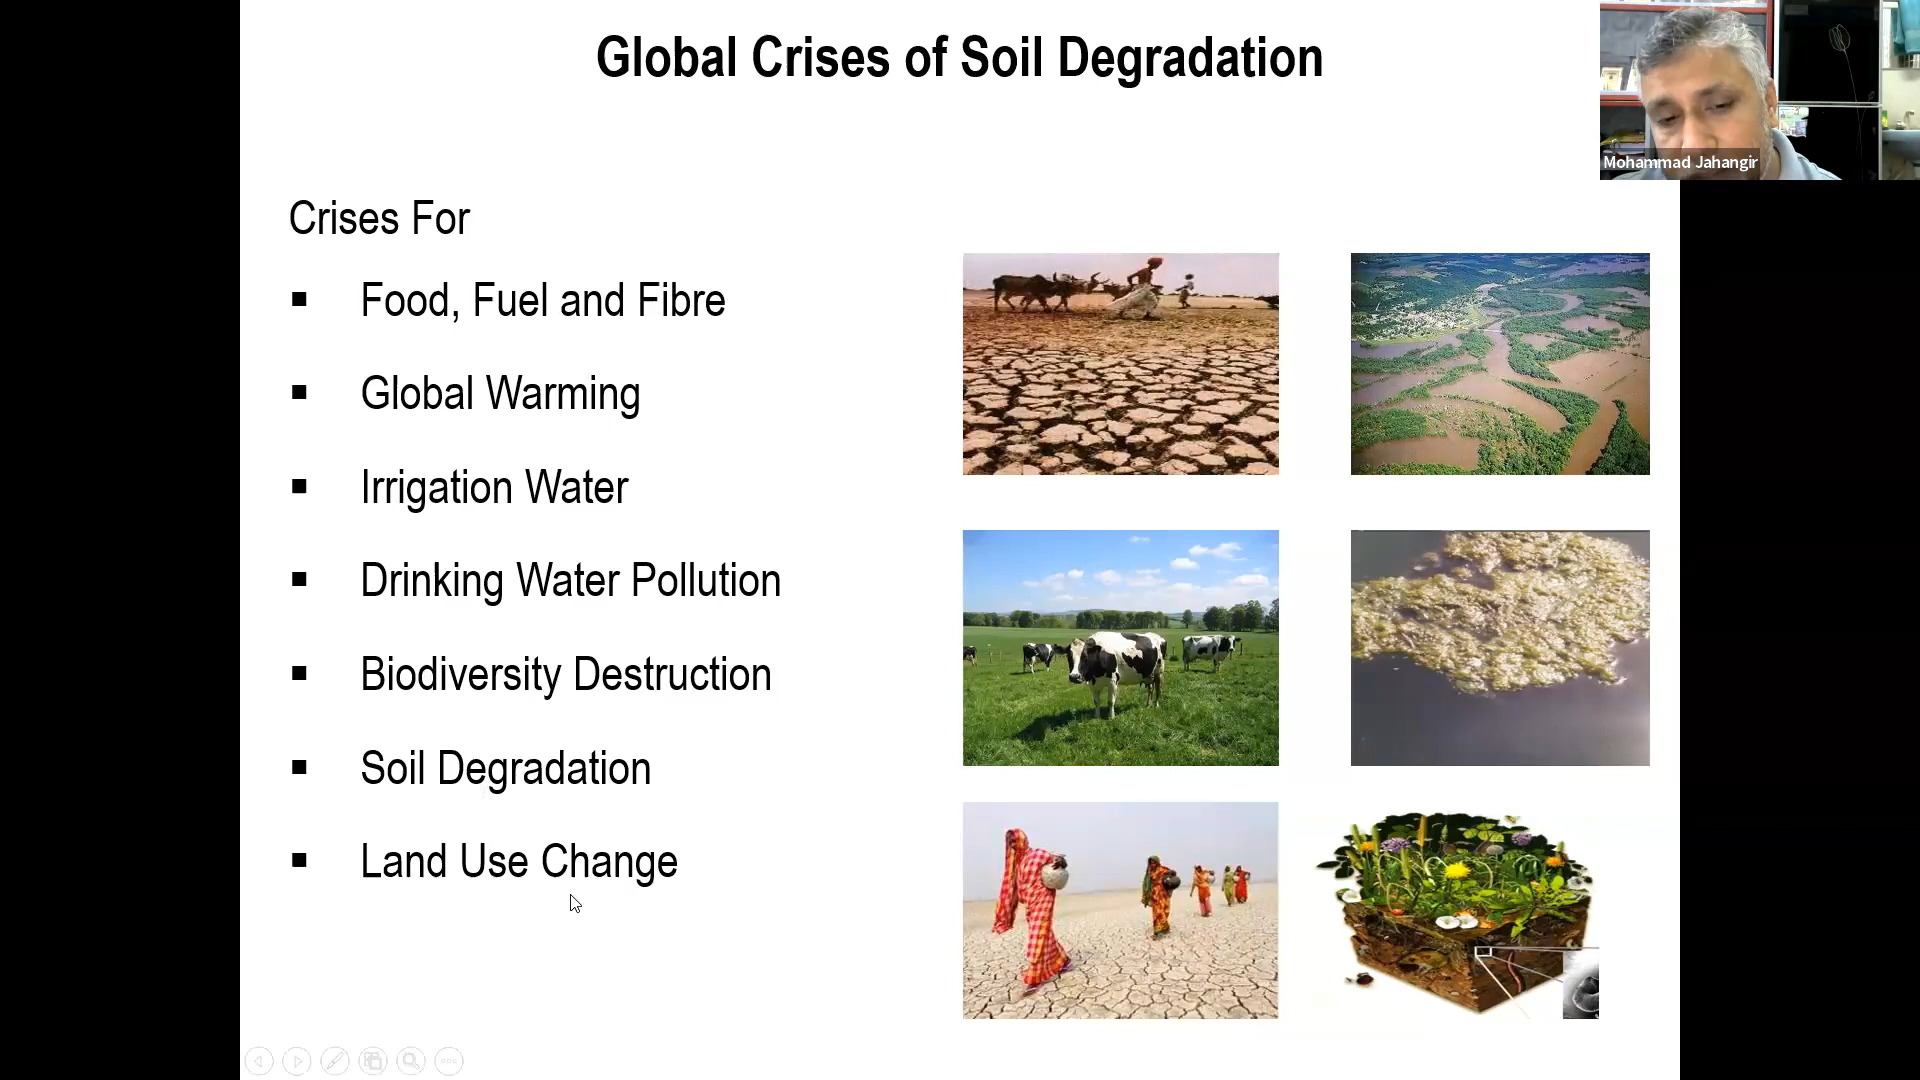 Global Crises of Soil Degradation
Mohammad Jahangir
Crises For
▪ Food, Fuel and Fibre
▪ Global Warming
▪ Irrigation Water
▪ Drinking Water Pollution
▪ Biodiversity Destruction
▪ Soil Degradation
▪ Land Use Change